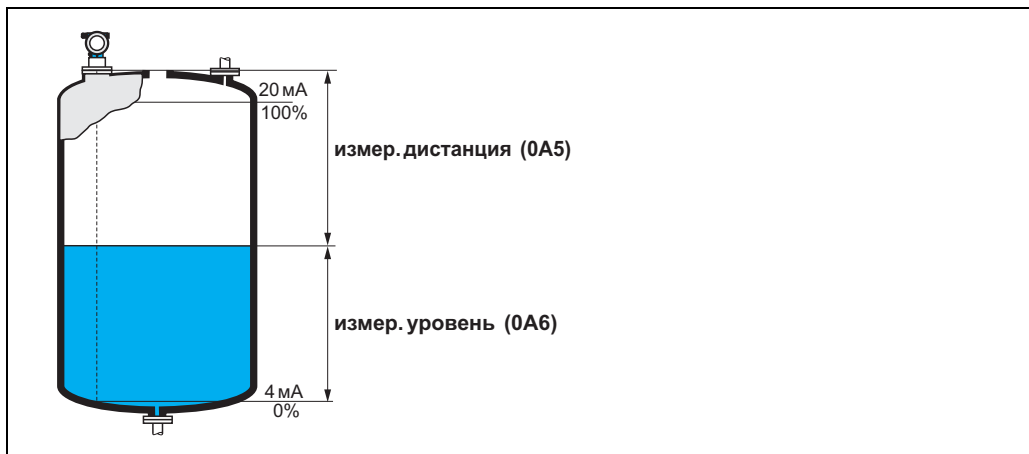 20 мА
100%
измер. дистанция (0A5)
измер. уровень (0A6)
4 мА
0%